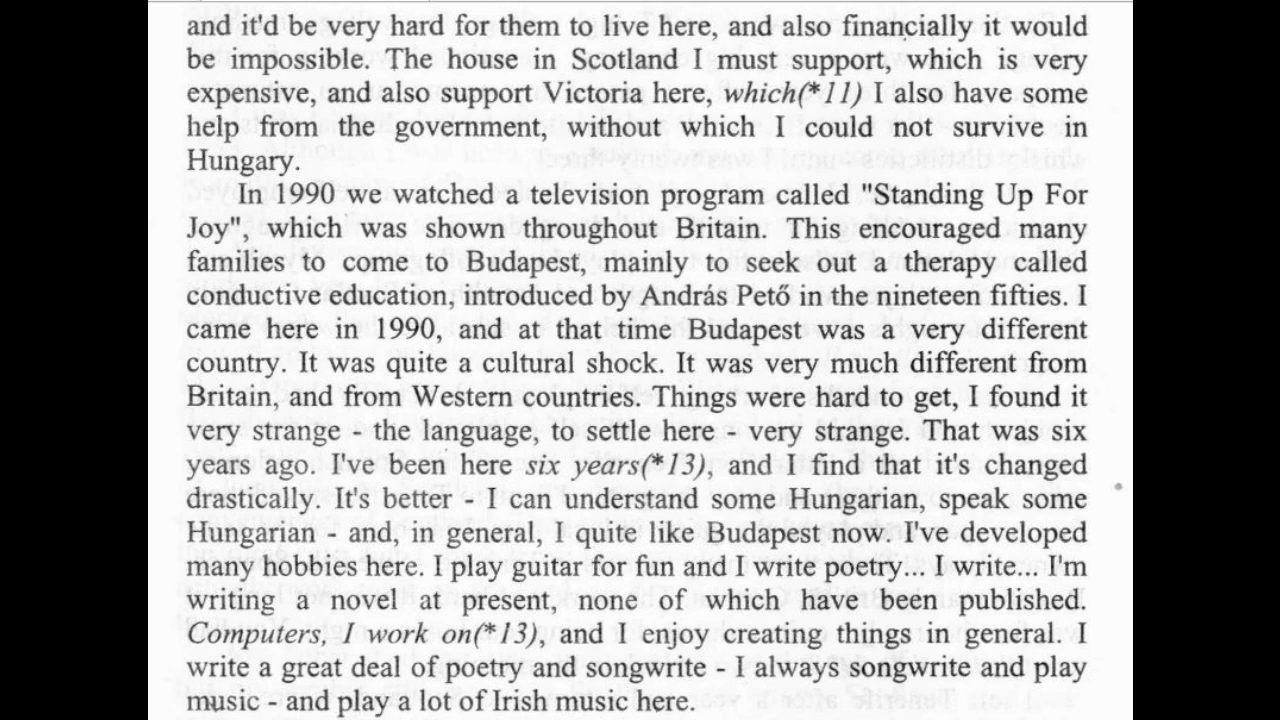 and it'd be very hard for them to live here, and also financially it would
be impossible. The house in Scotland I must support, which is very
expensive, and also support Victoria here, which(*11) I also have some
help from the government, without which I could not survive in
Hungary.
In 1990 we watched a television program called "Standing Up For
Joy", which was shown throughout Britain. This encouraged many
families to come to Budapest, mainly to seek out a therapy called
conductive education, introduced by András Pető in the nineteen fifties. I
came here in 1990, and at that time Budapest was a very different
country. It was quite a cultural shock. It was very much different from
Britain, and from Western countries. Things were hard to get, I found it
very strange - the language, to settle here - very strange. That was six
years ago. I've been here six years(*13), and I find that it's changed
drastically. It's better - I can understand some Hungarian, speak some
Hungarian - and, in general, I quite like Budapest now. I've developed
many hobbies here. I play guitar for fun and I write poetry... I write... I'm
writing a novel at present, none of which have been published.
Computers, I work on(*13), and I enjoy creating things in general. I
write a great deal of poetry and songwrite - I always songwrite and play
music - and play a lot of Irish music here.